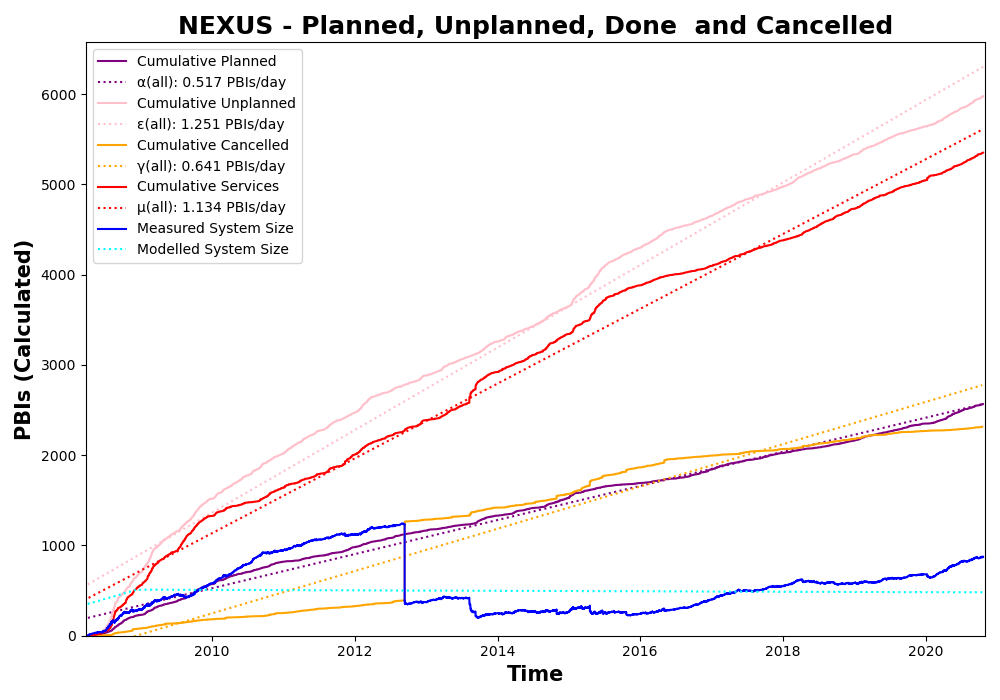 NEXUS - Planned, Unplanned, Done  and Cancelled
Cumulative Planned
α(all): 0.517 PBIs/day
Cumulative Unplanned
ε(all): 1.251 PBIs/day
Cumulative Cancelled
γ(all): 0.641 PBIs/day
Cumulative Services
μ(all): 1.134 PBIs/day
Measured System Size
Modelled System Size
PBIs (Calculated)
6000
5000
4000
3000
2000
1000
0
2010 2012 2014 2016 2018 2020
Time